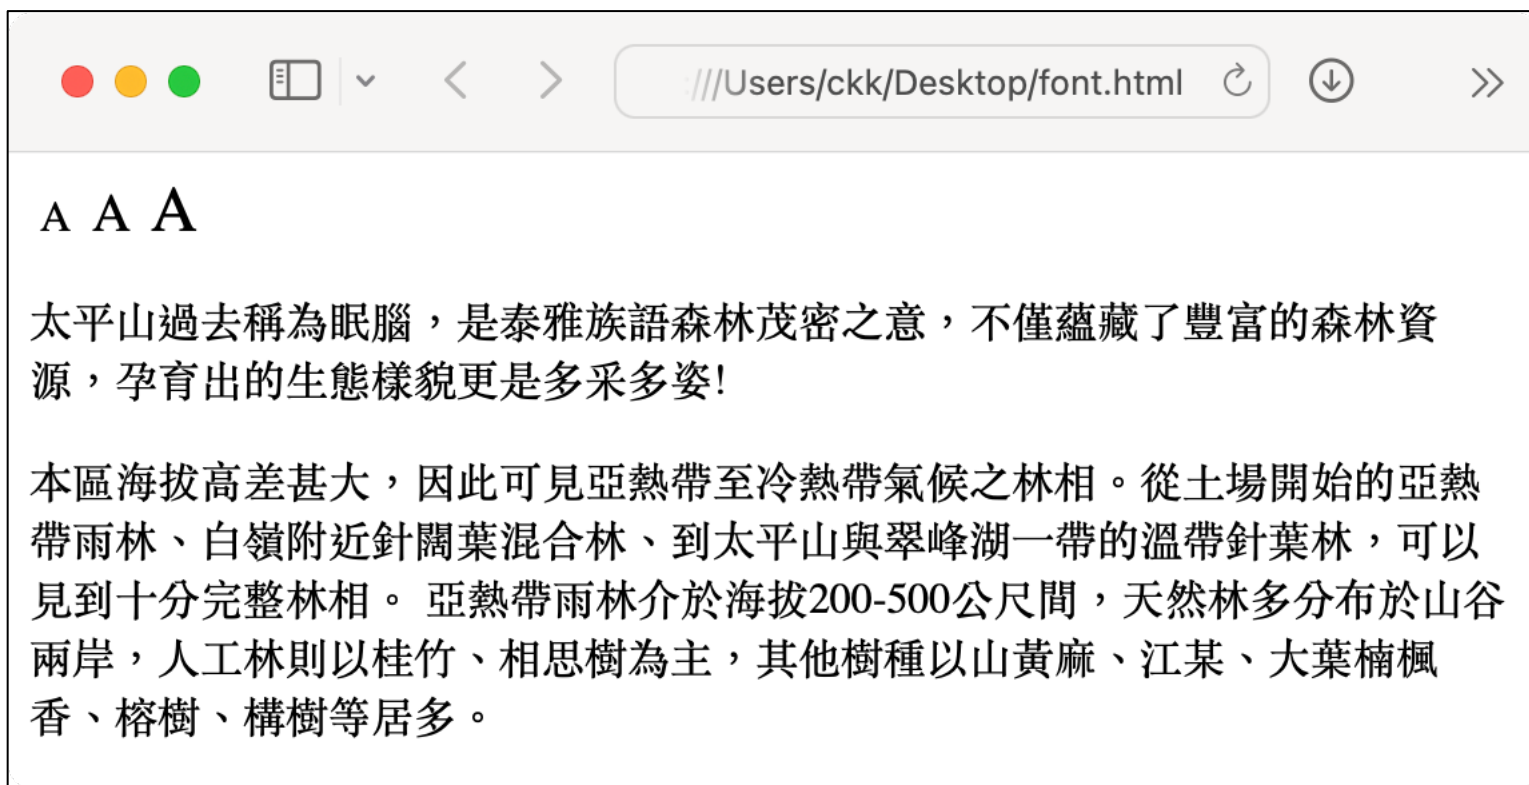 :///Users/ckk/Desktop/font.html
A A A
太平山過去稱為眠腦，是泰雅族語森林茂密之意，不僅蘊藏了豐富的森林資
源，孕育出的生態樣貌更是多采多姿!
本區海拔高差甚大，因此可見亞熱帶至冷熱帶氣候之林相。從土場開始的亞熱
帶雨林、白嶺附近針闊葉混合林、到太平山與翠峰湖一帶的溫帶針葉林，可以
見到十分完整林相。 亞熱帶雨林介於海拔200-500公尺間，天然林多分布於山谷
兩岸，人工林則以桂竹、相思樹為主，其他樹種以山黃麻、江某、大葉楠楓
香、榕樹、構樹等居多。